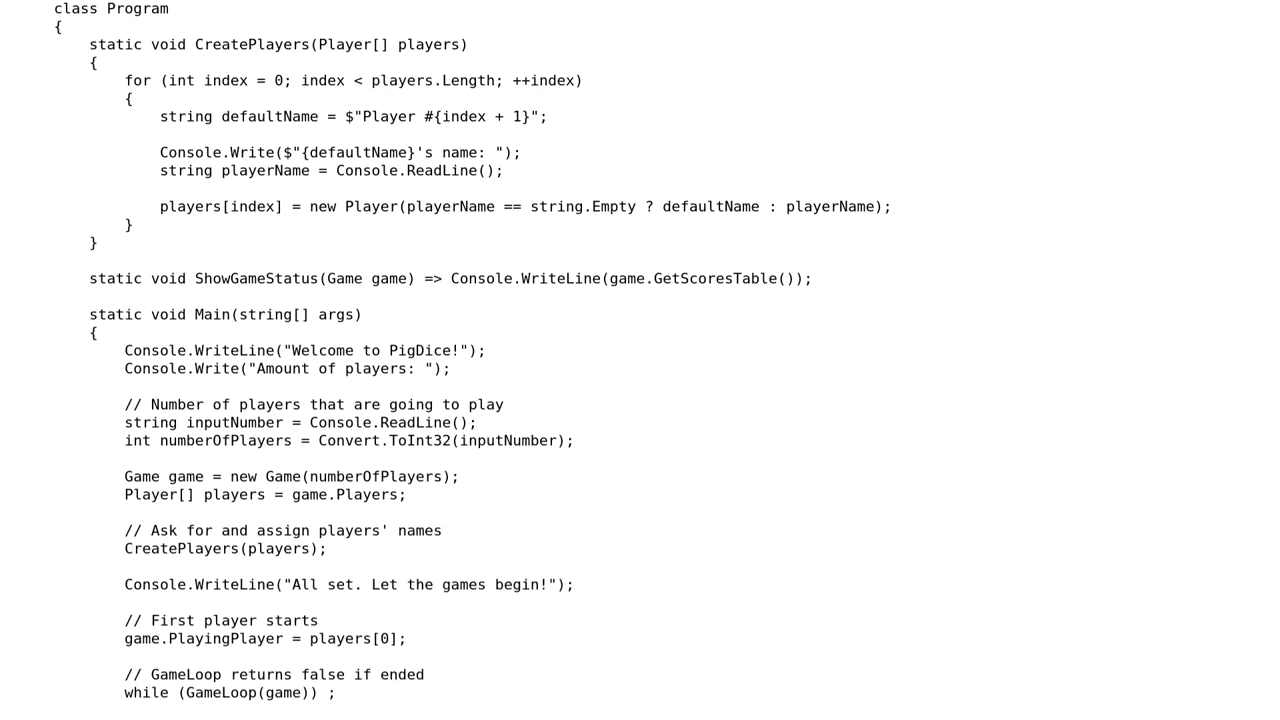 class Program
{
    static void CreatePlayers(Player[] players)
    {
        for (int index = 0; index < players.Length; ++index)
        {
            string defaultName = $"Player #{index + 1}";

            Console.Write($"{defaultName}'s name: ");
            string playerName = Console.ReadLine();

            players[index] = new Player(playerName == string.Empty ? defaultName : playerName);
        }
    }

    static void ShowGameStatus(Game game) => Console.WriteLine(game.GetScoresTable());

    static void Main(string[] args)
    {
        Console.WriteLine("Welcome to PigDice!");
        Console.Write("Amount of players: ");

        // Number of players that are going to play
        string inputNumber = Console.ReadLine();
        int numberOfPlayers = Convert.ToInt32(inputNumber);

        Game game = new Game(numberOfPlayers);
        Player[] players = game.Players;

        // Ask for and assign players' names
        CreatePlayers(players);

        Console.WriteLine("All set. Let the games begin!");

        // First player starts
        game.PlayingPlayer = players[0];

        // GameLoop returns false if ended
        while (GameLoop(game)) ;